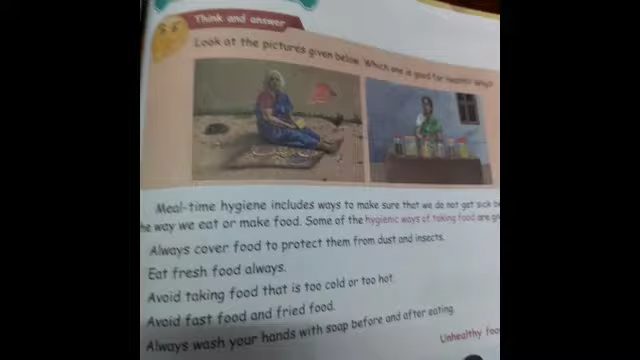 Think and answer
Look at the pictures given below. Which one is good for health? Why?
Meal-time hygiene includes ways to make sure that we do not get sick
he way we eat or make food. Some of the hygienic ways of taking food are
Always cover food to protect them from dust and insects.
Eat fresh food always.
Avoid taking food that is too cold or too hot.
Avoid fast food and fried food.
Always wash your hands with soap before and after eating.
Unhealthy foo